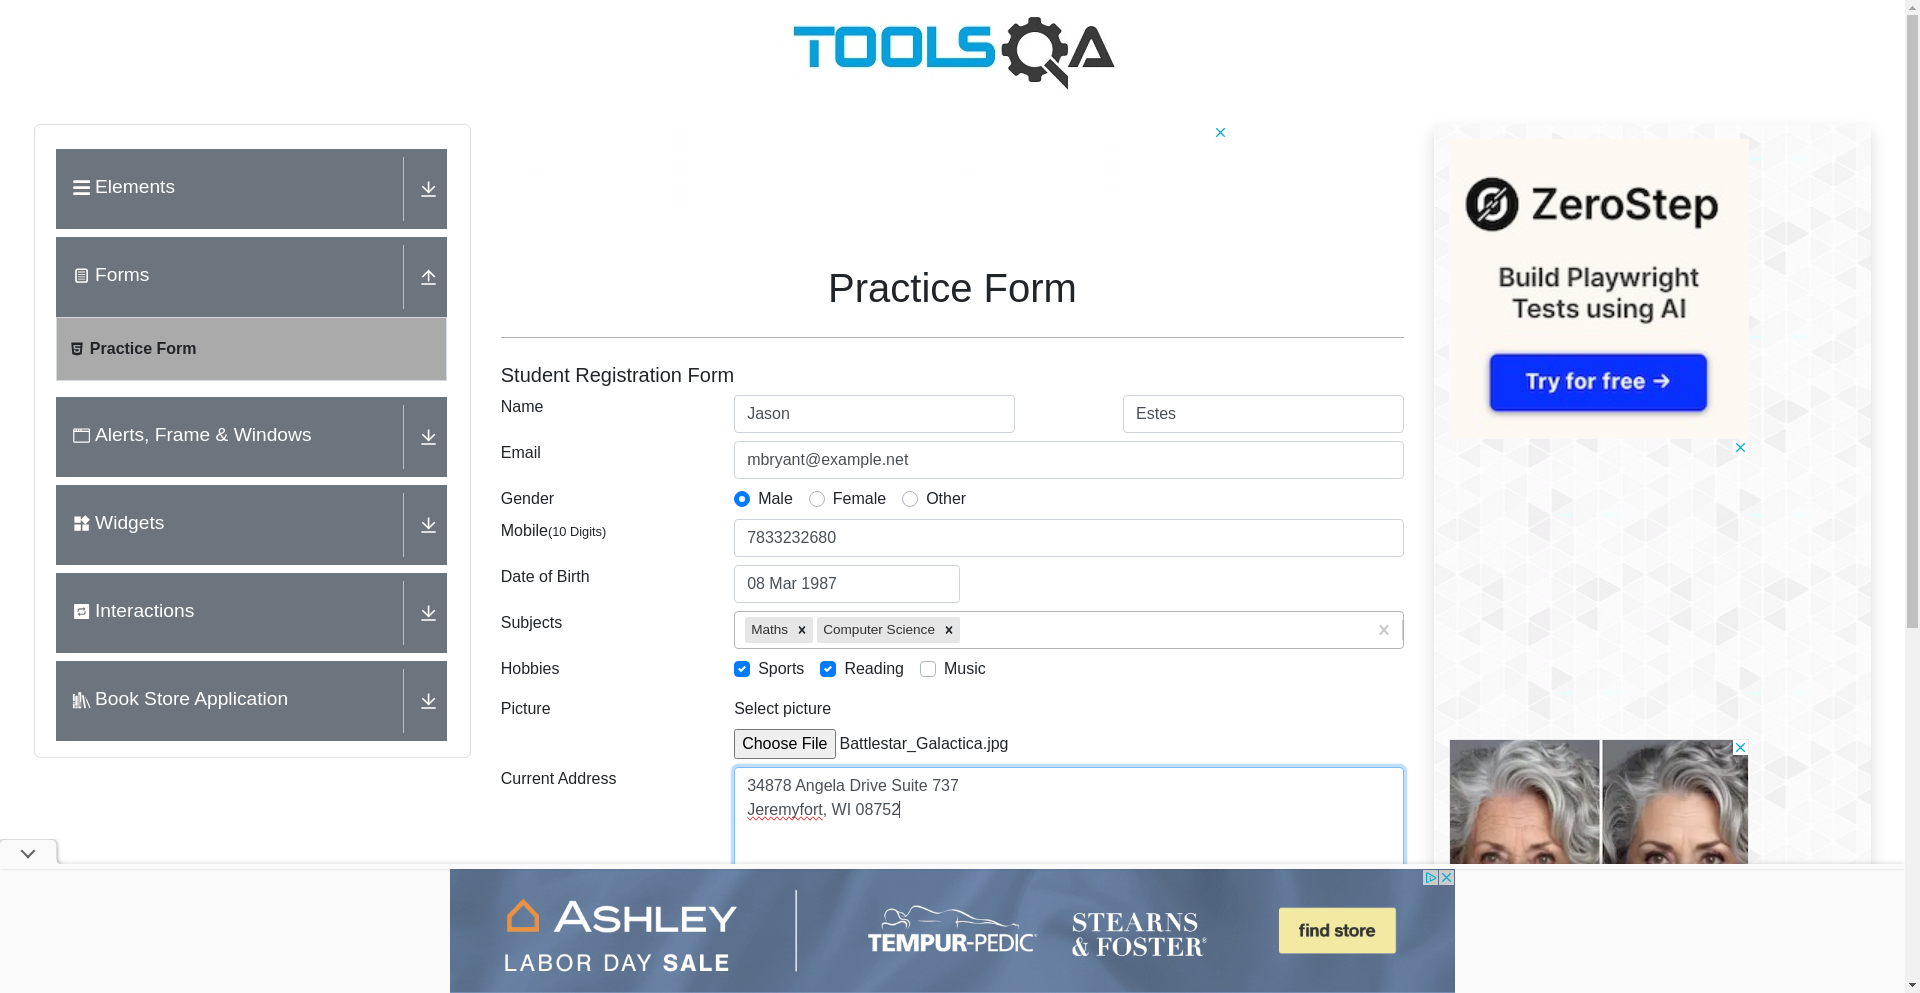 TOOLSQA
Elements
Forms
Practice Form
Alerts, Frame & Windows
Widgets
Interactions
Book Store Application
Practice Form
Student Registration Form
Name
Jason
Estes
Email
mbryant@example.net
Gender
Male
Female
Other
Mobile(10 Digits)
7833232680
Date of Birth
08 Mar 1987
Subjects
Maths
Computer Science
Hobbies
Sports
Reading
Music
Picture
Select picture
Choose File
Battlestar_Galactica.jpg
Current Address
34878 Angela Drive Suite 737
Jeremyfort, WI 08752
ZeroStep
Build Playwright
Tests using AI
Try for free →
ASHLEY
LABOR DAY SALE
TEMPUR-PEDIC
STEARNS
& FOSTER®
find store